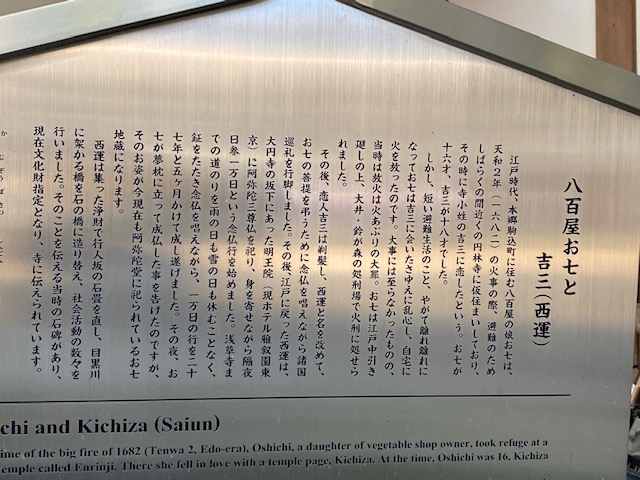 八百屋お七と
吉三（西運）
江戸時代、本郷駒込町に住む八百屋の娘お七は、
天和２年（一六八二）の火事の際、避難のため
しばらくの間近くの円林寺に仮住まいしており、
その時に寺小姓の吉三に恋したという。お七が
十六才、吉三が十八才でした。
しかし、短い避難生活のこと、やがて離れ離れに
なってお七は吉三に会いたさゆえに乱心し、自宅に
火を放ったのです。大事には至らなかったものの、
当時は放火は火あぶりの大罪。お七は江戸中引き
廻しの上、大井・鈴が森の処刑場で火刑に処せら
れました。
その後、恋人吉三は剃髪し、西運と名を改めて、
お七の菩提を弔うために念仏を唱えながら諸国
巡礼を行脚しました。その後、江戸に戻った西運は、
大円寺の坂下にあった明王院（現ホテル雅叙園東
京）に阿弥陀三尊仏を祀り、身を寄せながら隔夜
日参一万日という念仏行を始めました。浅草寺ま
での道のりを雨の日も雪の日も休むことなく、
鉦をたたき念仏を唱えながら、一万日の行を二十
七年と五ヶ月かけて成し遂げました。その夜、お
七が夢枕に立って成仏した事を告げたのですが、
そのお姿が今現在も阿弥陀堂に祀られているお七
地蔵になります。
西運は集った浄財で行人坂の石畳を直し、目黒川
に架かる橋を石の橋に造り替え、社会活動の数々を
行いました。そのことを伝える当時の石碑があり、
現在文化財指定となり、寺に伝えられています。
chi and Kichiza (Saiun)
ime of the big fire of 1682 (Tenwa 2, Edo-era), Oshichi, a daughter of vegetable shop owner, took refuge at a
temple called Enrinji. There she fell in love with a temple page, Kichiza. At the time, Oshichi was 16, Kichiza